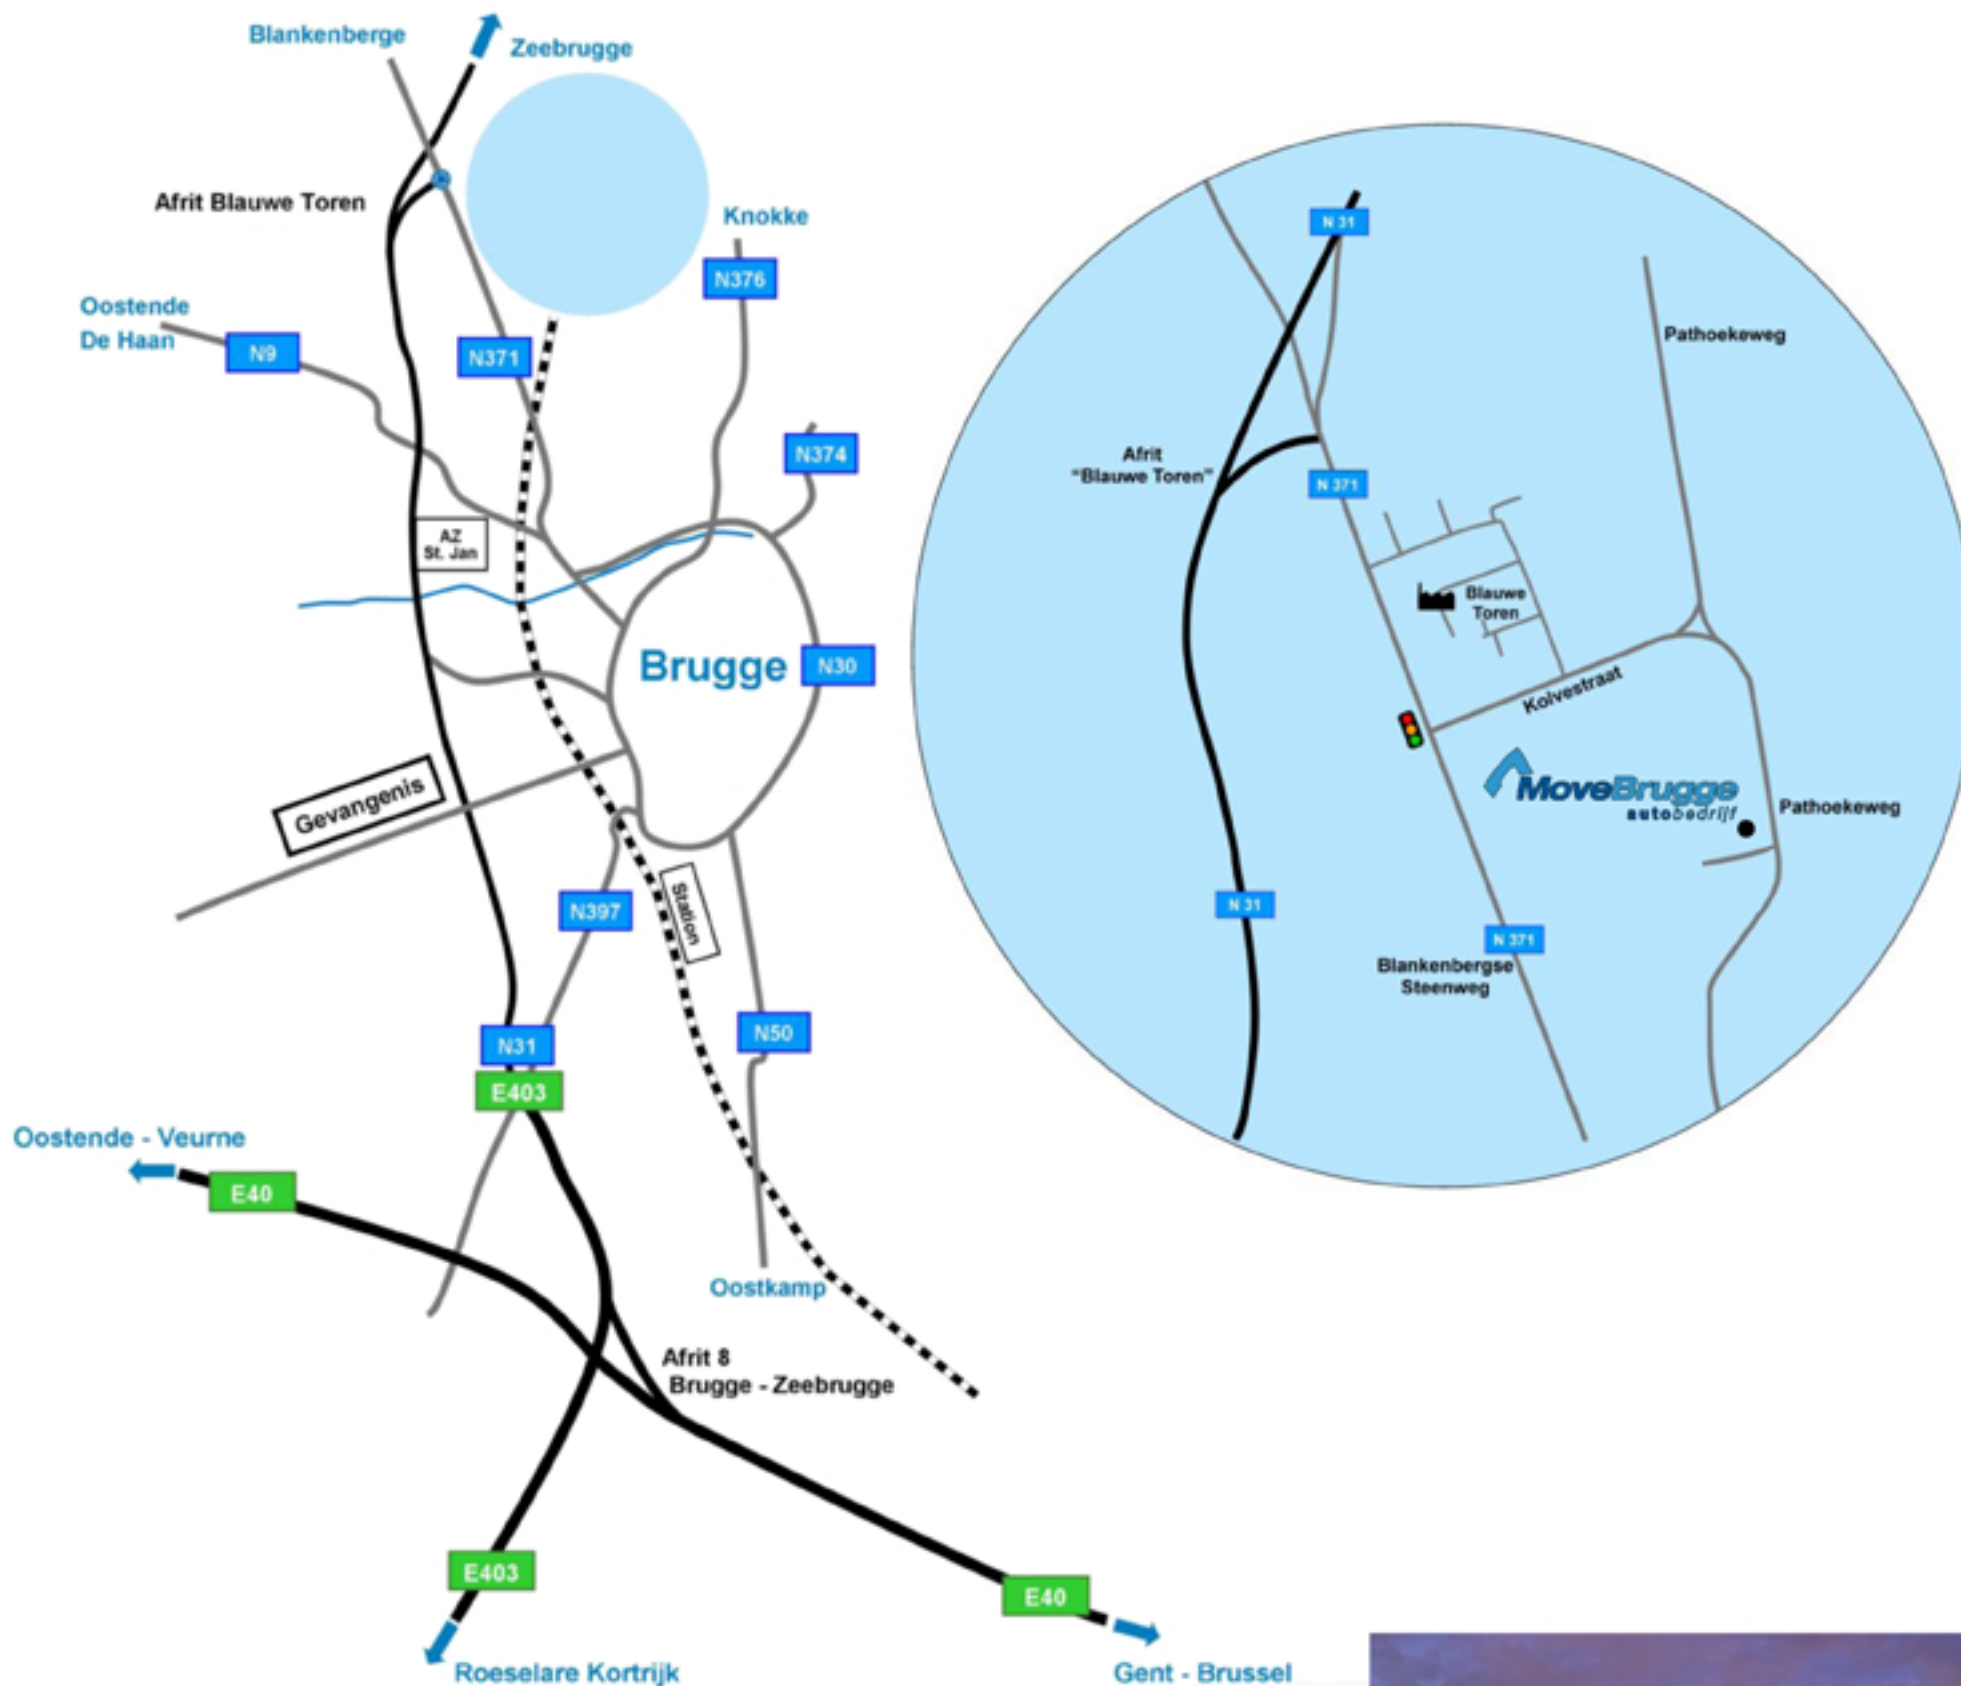 Blankenberge
Zeebrugge
Afrit Blauwe Toren
Knokke
N376
Oostende
De Haan
N9
N371
N374
AZ
St. Jan
Brugge
N30
Gevangenis
N397
Station
N31
N50
E403
Oostende - Veurne
E40
Oostkamp
Afrit 8
Brugge - Zeebrugge
E403
E40
Roeselare Kortrijk
Gent - Brussel
N 31
Pathoekeweg
Afrit
"Blauwe Toren"
N 371
Blauwe
Toren
Kolvestraat
MoveBrugge
autobedrijf
Pathoekeweg
N 31
N 371
Blankenbergse
Steenweg